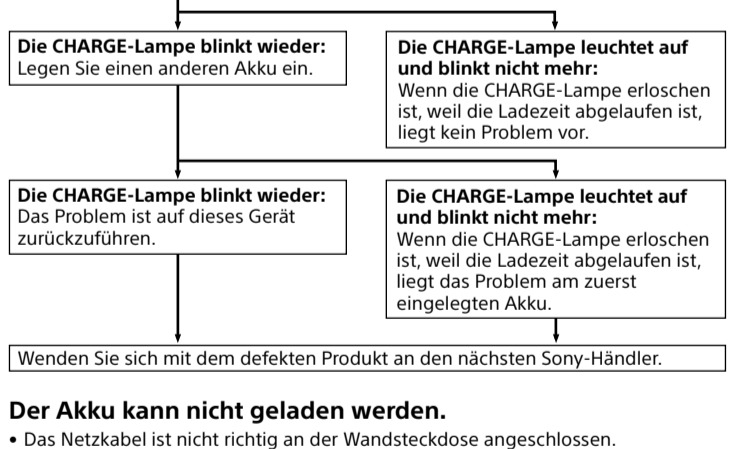 Die CHARGE-Lampe blinkt wieder:
Legen Sie einen anderen Akku ein.
Die CHARGE-Lampe leuchtet auf
und blinkt nicht mehr:
Wenn die CHARGE-Lampe erloschen
ist, weil die Ladezeit abgelaufen ist,
liegt kein Problem vor.
Die CHARGE-Lampe blinkt wieder:
Das Problem ist auf dieses Gerät
zurückzuführen.
Die CHARGE-Lampe leuchtet auf
und blinkt nicht mehr:
Wenn die CHARGE-Lampe erloschen
ist, weil die Ladezeit abgelaufen ist,
liegt das Problem am zuerst
eingelegten Akku.
Wenden Sie sich mit dem defekten Produkt an den nächsten Sony-Händler.
Der Akku kann nicht geladen werden.
• Das Netzkabel ist nicht richtig an der Wandsteckdose angeschlossen.